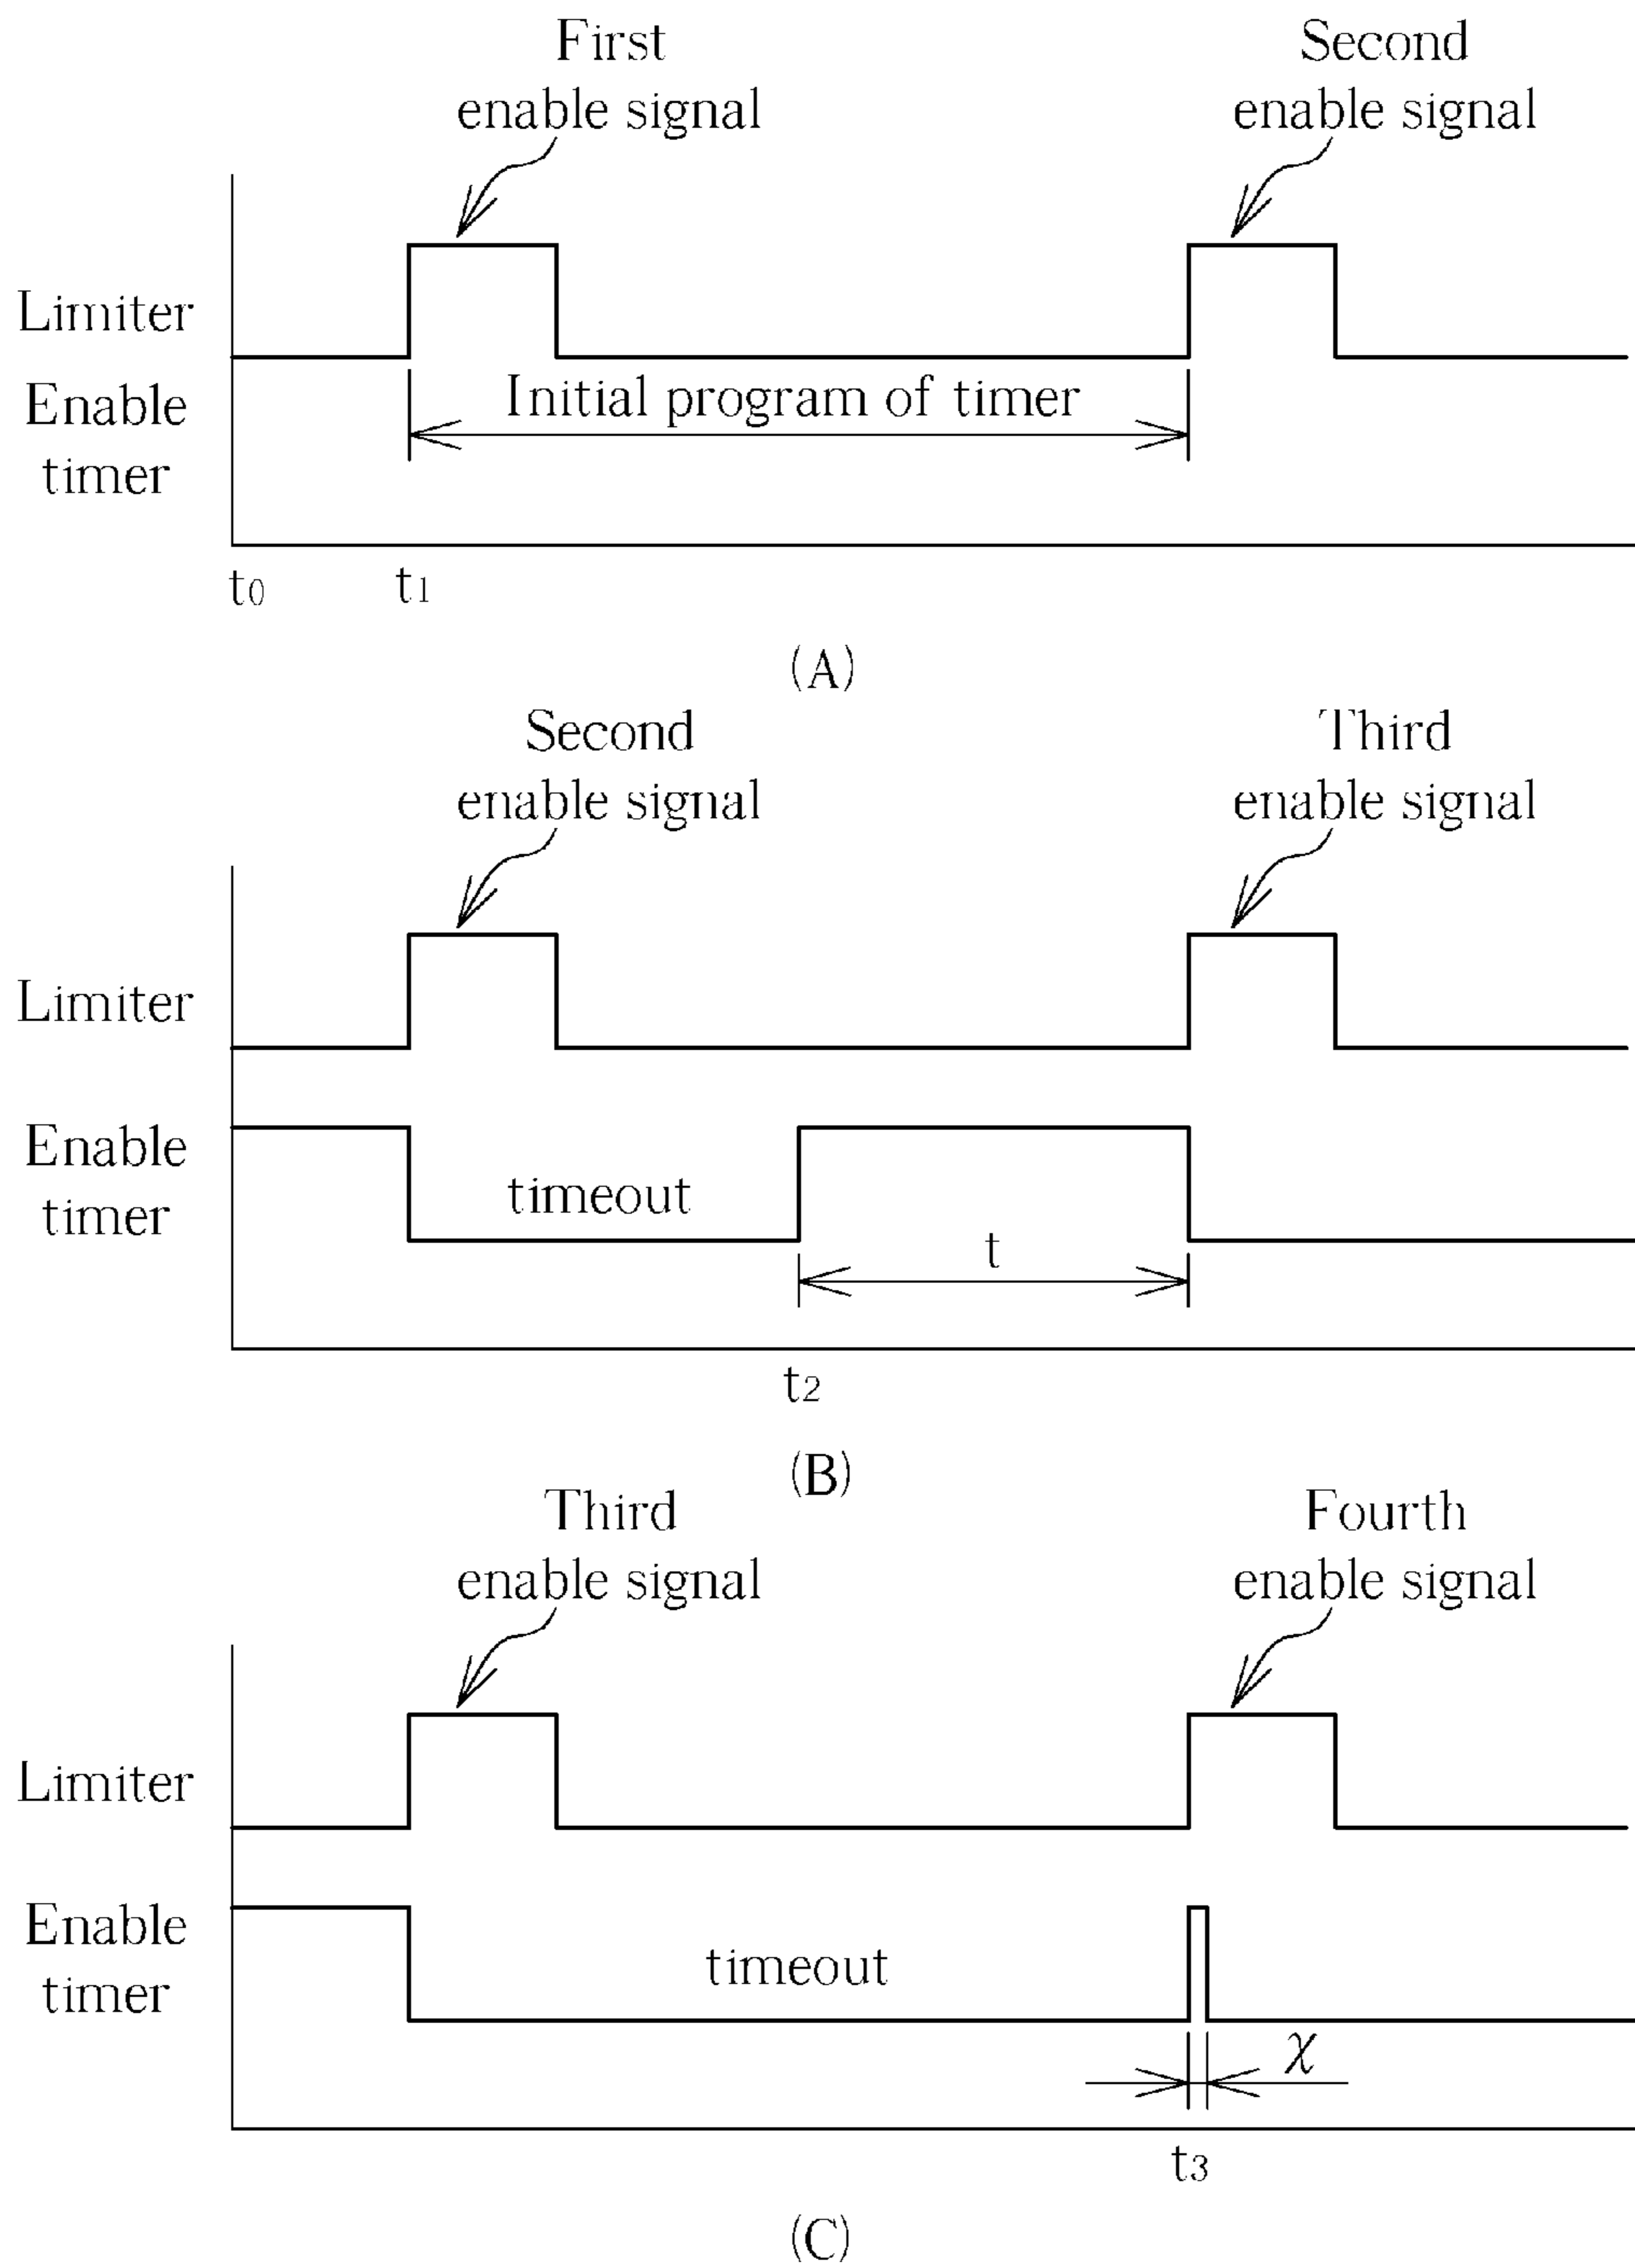 First
enable signal
Second
enable signal
Limiter
Enable
timer
Initial program of timer
t0
t1
(A)
Second
enable signal
Third
enable signal
Limiter
Enable
timer
timeout
t
t2
(B)
Third
enable signal
Fourth
enable signal
Limiter
Enable
timer
timeout
χ
t3
(C)